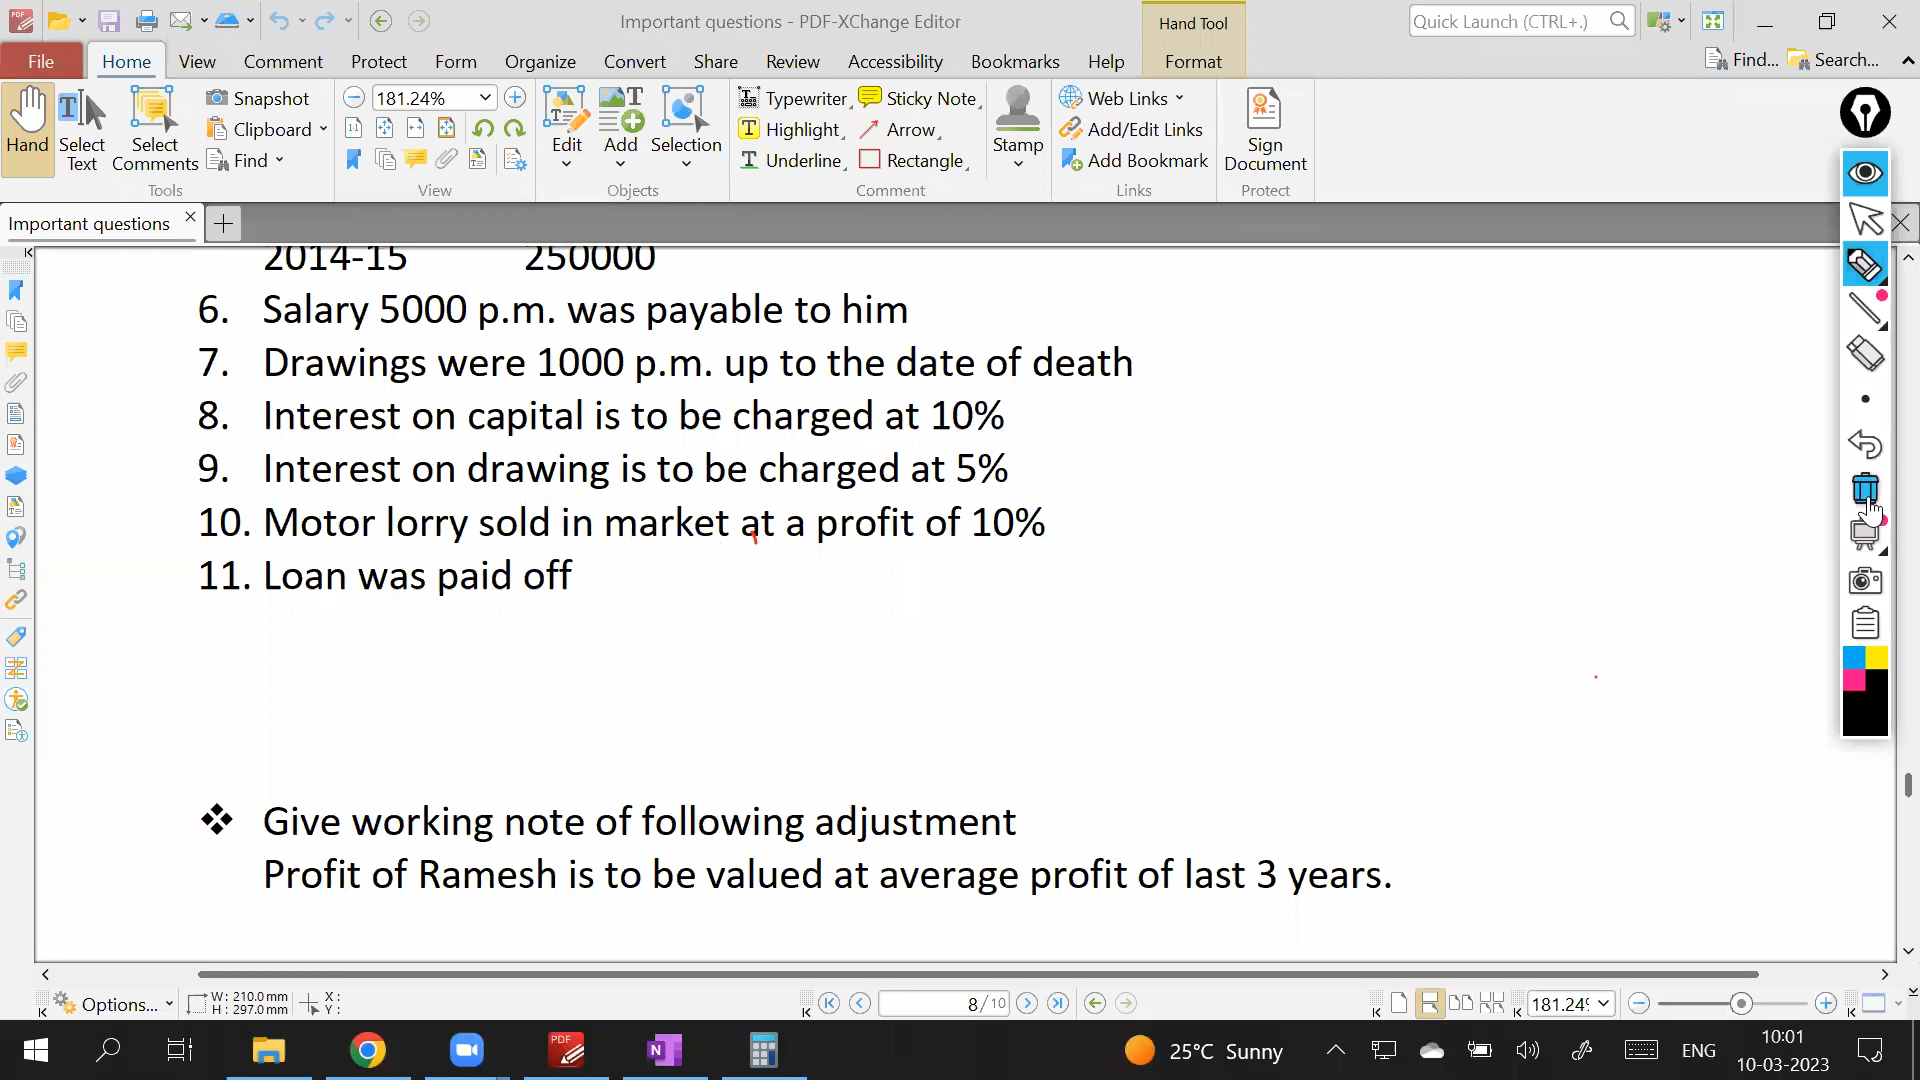 Important questions - PDF-XChange Editor
Hand Tool
Quick Launch (CTRL+.)
File
Home
View
Comment
Protect
Form
Organize
Convert
Share
Review
Accessibility
Bookmarks
Help
Format
Find...
Search...
Hand
Select Text
Select Comments
Snapshot
Clipboard
Find
Tools
181.24%
View
Edit
Add
Selection
Objects
Typewriter
Highlight
Underline
Sticky Note
Arrow
Rectangle
Stamp
Comment
Web Links
Add/Edit Links
Add Bookmark
Links
Sign Document
Protect
Important questions
2014-15 250000
6. Salary 5000 p.m. was payable to him
7. Drawings were 1000 p.m. up to the date of death
8. Interest on capital is to be charged at 10%
9. Interest on drawing is to be charged at 5%
10. Motor lorry sold in market at a profit of 10%
11. Loan was paid off
❖ Give working note of following adjustment
Profit of Ramesh is to be valued at average profit of last 3 years.
Options...
W: 210.0 mm
H: 297.0 mm
X:
Y:
8 / 10
181.24
25°C Sunny
ENG
10:01
10-03-2023